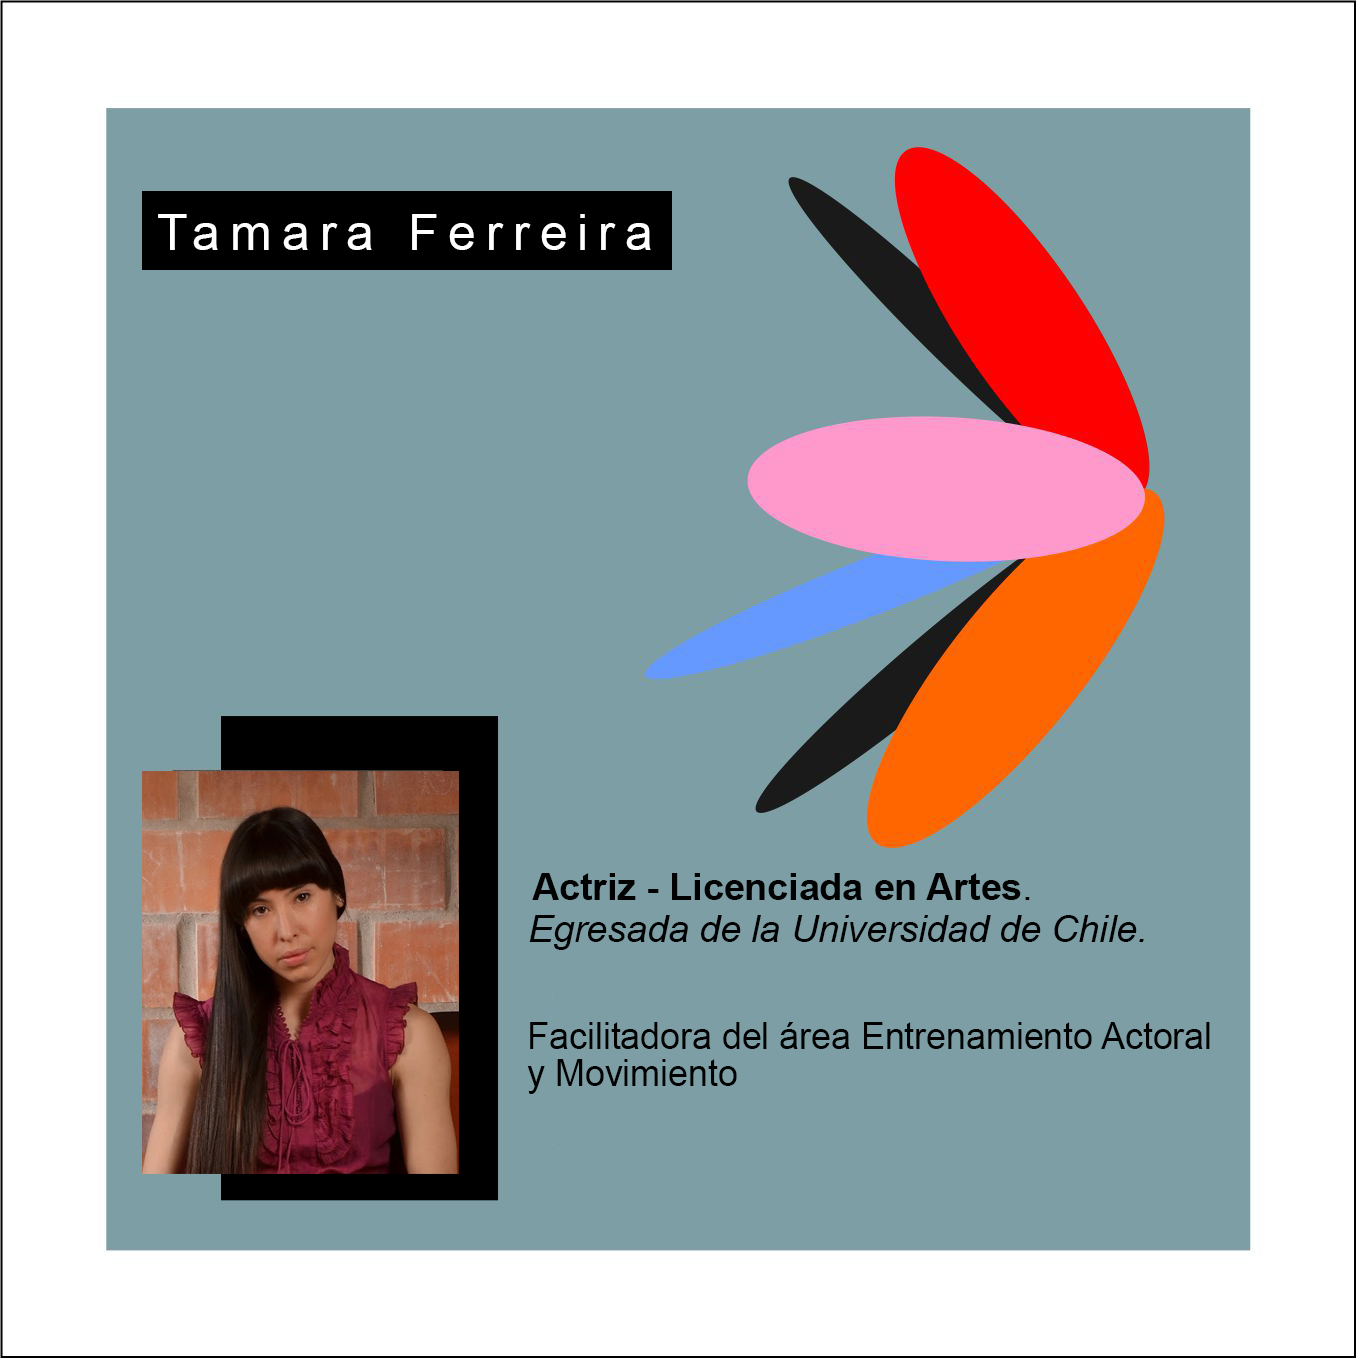 Tamara Ferreira
Actriz - Licenciada en Artes.
Egresada de la Universidad de Chile.
Facilitadora del área Entrenamiento Actoral
y Movimiento